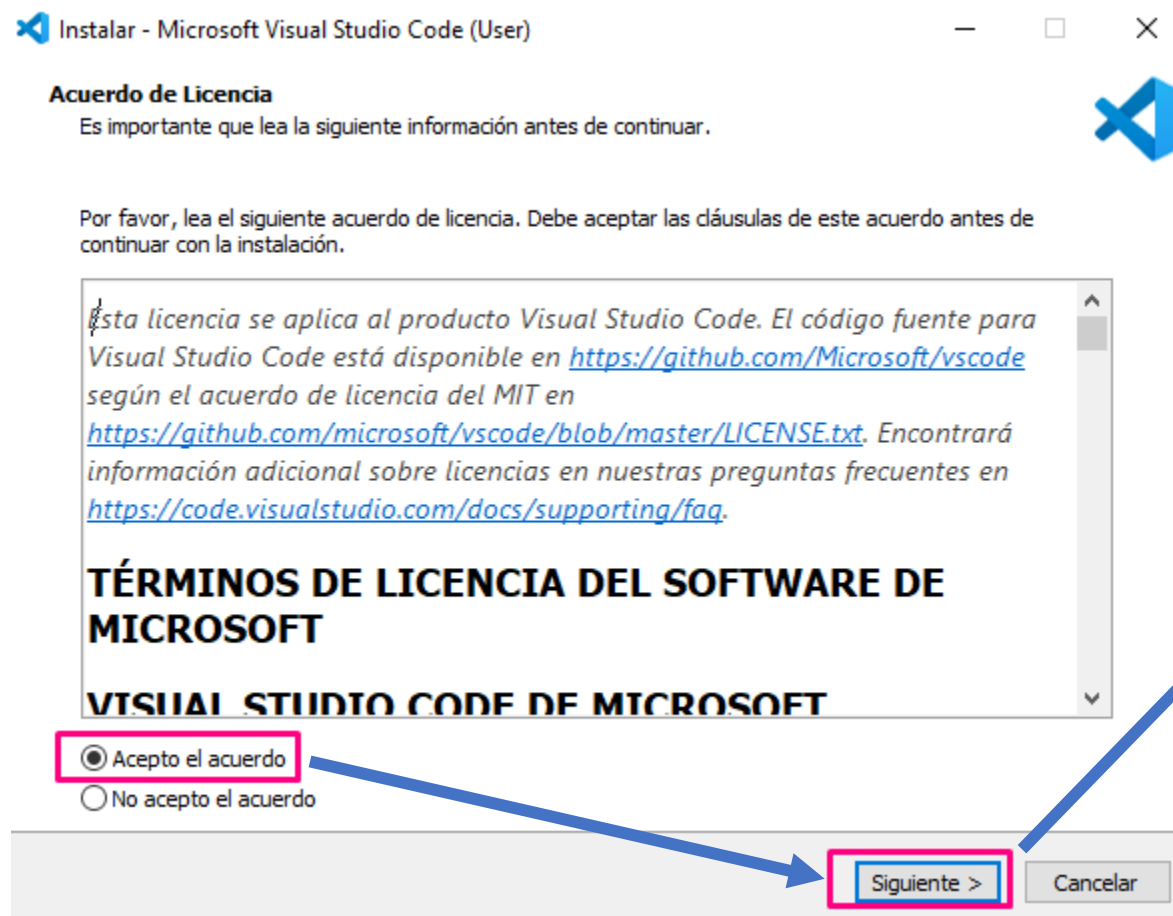 Instalar - Microsoft Visual Studio Code (User)
Acuerdo de Licencia
Es importante que lea la siguiente información antes de continuar.
Por favor, lea el siguiente acuerdo de licencia. Debe aceptar las cláusulas de este acuerdo antes de
continuar con la instalación.
Esta licencia se aplica al producto Visual Studio Code. El código fuente para
Visual Studio Code está disponible en https://github.com/Microsoft/vscode
según el acuerdo de licencia del MIT en
https://github.com/microsoft/vscode/blob/master/LICENSE.txt. Encontrará
información adicional sobre licencias en nuestras preguntas frecuentes en
https://code.visualstudio.com/docs/supporting/faq.
TÉRMINOS DE LICENCIA DEL SOFTWARE DE
MICROSOFT
VISUAL STUDIO CODE DE MICROSOFT
Acepto el acuerdo
No acepto el acuerdo
Siguiente >
Cancelar